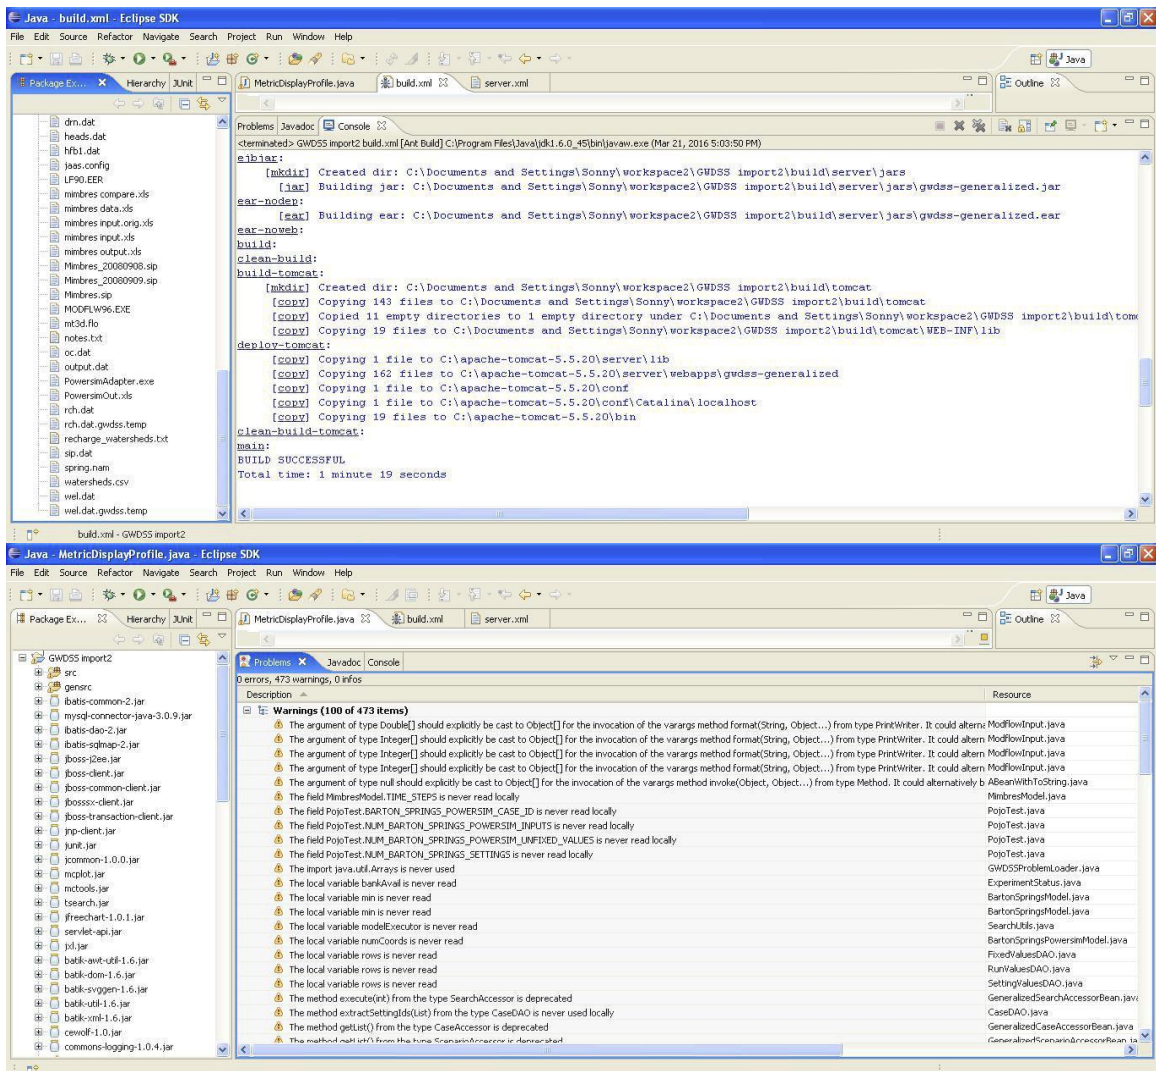 Java - build.xml - Eclipse SDK
File Edit Source Refactor Navigate Search Project Run Window Help
Java
Package Ex... Hierarchy JUnit
MetricDisplayProfile.java build.xml server.xml
Outline
drn.dat
heads.dat
hfb1.dat
jaas.config
LF90.EER
mimbres compare.xls
mimbres data.xls
mimbres input.orig.xls
mimbres input.xls
mimbres output.xls
Mimbres_20080908.sip
Mimbres_20080909.sip
Mimbres.sip
MODFLW96.EXE
mt3d.flo
notes.txt
oc.dat
output.dat
PowersimAdapter.exe
PowersimOut.xls
rch.dat
rch.dat.gwdss.temp
recharge_watersheds.txt
sip.dat
spring.nam
watersheds.csv
wel.dat
wel.dat.gwdss.temp
Problems Javadoc Console
<terminated> GWDSS import2 build.xml [Ant Build] C:\Program Files\Java\jdk1.6.0_45\bin\javaw.exe (Mar 21, 2016 5:03:50 PM)
ejbjar:
[mkdir] Created dir: C:\Documents and Settings\Sonny\workspace2\GWDSS import2\build\server\jars
[jar] Building jar: C:\Documents and Settings\Sonny\workspace2\GWDSS import2\build\server\jars\gwdss-generalized.jar
ear-nodep:
[ear] Building ear: C:\Documents and Settings\Sonny\workspace2\GWDSS import2\build\server\jars\gwdss-generalized.ear
ear-noweb:
build:
clean-build:
build-tomcat:
[mkdir] Created dir: C:\Documents and Settings\Sonny\workspace2\GWDSS import2\build\tomcat
[copy] Copying 143 files to C:\Documents and Settings\Sonny\workspace2\GWDSS import2\build\tomcat
[copy] Copied 11 empty directories to 1 empty directory under C:\Documents and Settings\Sonny\workspace2\GWDSS import2\build\tom
[copy] Copying 19 files to C:\Documents and Settings\Sonny\workspace2\GWDSS import2\build\tomcat\WEB-INF\lib
deploy-tomcat:
[copy] Copying 1 file to C:\apache-tomcat-5.5.20\server\lib
[copy] Copying 162 files to C:\apache-tomcat-5.5.20\server\webapps\gwdss-generalized
[copy] Copying 1 file to C:\apache-tomcat-5.5.20\conf
[copy] Copying 1 file to C:\apache-tomcat-5.5.20\conf\Catalina\localhost
[copy] Copying 19 files to C:\apache-tomcat-5.5.20\bin
clean-build-tomcat:
main:
BUILD SUCCESSFUL
Total time: 1 minute 19 seconds
build.xml - GWDSS import2
Java - MetricDisplayProfile.java - Eclipse SDK
File Edit Source Refactor Navigate Search Project Run Window Help
Java
Package Ex... Hierarchy JUnit
MetricDisplayProfile.java build.xml server.xml
Outline
GWDSS import2
src
gensrc
ibatis-common-2.jar
mysql-connector-java-3.0.9.jar
ibatis-dao-2.jar
ibatis-sqlmap-2.jar
jboss-j2ee.jar
jboss-client.jar
jboss-common-client.jar
jbosssx-client.jar
jboss-transaction-client.jar
jnp-client.jar
junit.jar
jcommon-1.0.0.jar
mcplot.jar
mctools.jar
tsearch.jar
jfreechart-1.0.1.jar
servlet-api.jar
jxl.jar
batik-awt-util-1.6.jar
batik-dom-1.6.jar
batik-svggen-1.6.jar
batik-util-1.6.jar
batik-xml-1.6.jar
cewolf-1.0.jar
commons-logging-1.0.4.jar
Problems Javadoc Console
0 errors, 473 warnings, 0 infos
Description Resource
Warnings (100 of 473 items)
The argument of type Double[] should explicitly be cast to Object[] for the invocation of the varargs method format(String, Object...) from type PrintWriter. It could alterna ModflowInput.java
The argument of type Integer[] should explicitly be cast to Object[] for the invocation of the varargs method format(String, Object...) from type PrintWriter. It could altern ModflowInput.java
The argument of type Integer[] should explicitly be cast to Object[] for the invocation of the varargs method format(String, Object...) from type PrintWriter. It could altern ModflowInput.java
The argument of type Integer[] should explicitly be cast to Object[] for the invocation of the varargs method format(String, Object...) from type PrintWriter. It could altern ModflowInput.java
The argument of type null should explicitly be cast to Object[] for the invocation of the varargs method invoke(Object, Object...) from type Method. It could alternatively b ABeanWithToString.java
The field MimbresModel.TIME_STEPS is never read locally MimbresModel.java
The field PojoTest.BARTON_SPRINGS_POWERSIM_CASE_ID is never read locally PojoTest.java
The field PojoTest.NUM_BARTON_SPRINGS_POWERSIM_INPUTS is never read locally PojoTest.java
The field PojoTest.NUM_BARTON_SPRINGS_POWERSIM_UNFIXED_VALUES is never read locally PojoTest.java
The field PojoTest.NUM_BARTON_SPRINGS_SETTINGS is never read locally PojoTest.java
The import java.util.Arrays is never used GWDSSProblemLoader.java
The local variable bankAvail is never read ExperimentStatus.java
The local variable min is never read BartonSpringsModel.java
The local variable min is never read BartonSpringsModel.java
The local variable modelExecutor is never read SearchUtils.java
The local variable numCoords is never read BartonSpringsPowersimModel.java
The local variable rows is never read FixedValuesDAO.java
The local variable rows is never read RunValuesDAO.java
The local variable rows is never read SettingValuesDAO.java
The method execute(int) from the type SearchAccessor is deprecated GeneralizedSearchAccessorBean.java
The method extractSettingIds(List) from the type CaseDAO is never used locally CaseDAO.java
The method getList() from the type CaseAccessor is deprecated GeneralizedCaseAccessorBean.java
The method getList() from the type ScenarioAccessor is deprecated GeneralizedScenarioAccessorBean.ja